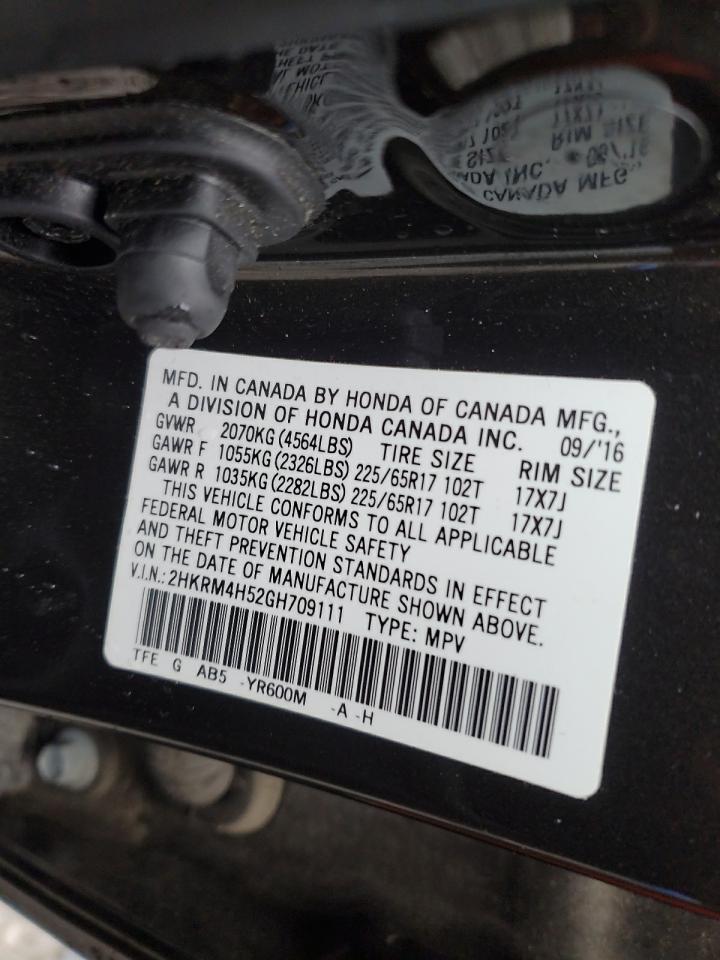 MFD. IN CANADA BY HONDA OF CANADA MFG.,
A DIVISION OF HONDA CANADA INC. 09/'16
GVWR 2070KG (4564LBS) TIRE SIZE RIM SIZE
GAWR F 1055KG (2326LBS) 225/65R17 102T 17X7J
GAWR R 1035KG (2282LBS) 225/65R17 102T 17X7J
THIS VEHICLE CONFORMS TO ALL APPLICABLE
FEDERAL MOTOR VEHICLE SAFETY
AND THEFT PREVENTION STANDARDS IN EFFECT
ON THE DATE OF MANUFACTURE SHOWN ABOVE.
V.I.N.: 2HKRM4H52GH709111 TYPE: MPV
TFE G AB5 -YR600M -A -H